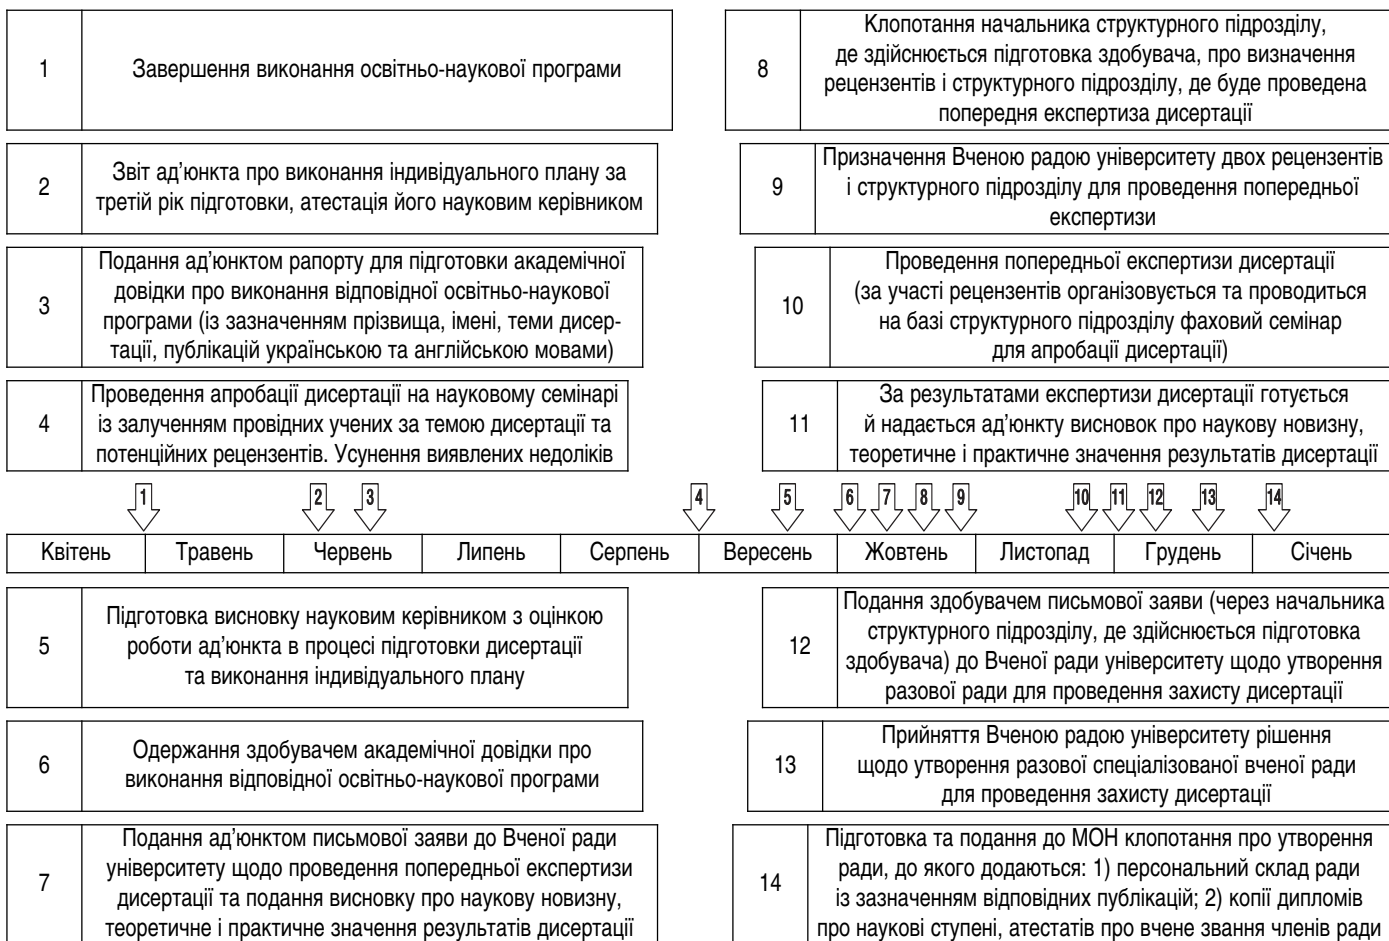 1
Завершення виконання освітньо-наукової програми
2
Звіт ад’юнкта про виконання індивідуального плану за
третій рік підготовки, атестація його науковим керівником
3
Подання ад’юнктом рапорту для підготовки академічної
довідки про виконання відповідної освітньо-наукової
програми (із зазначенням прізвища, імені, теми дисер-
тації, публікацій українською та англійською мовами)
4
Проведення апробації дисертації на науковому семінарі
із залученням провідних учених за темою дисертації та
потенційних рецензентів. Усунення виявлених недоліків
8
Клопотання начальника структурного підрозділу,
де здійснюється підготовка здобувача, про визначення
рецензентів і структурного підрозділу, де буде проведена
попередня експертиза дисертації
9
Призначення Вченою радою університету двох рецензентів
і структурного підрозділу для проведення попередньої
експертизи
10
Проведення попередньої експертизи дисертації
(за участі рецензентів організовується та проводиться
на базі структурного підрозділу фаховий семінар
для апробації дисертації)
11
За результатами експертизи дисертації готується
й надається ад’юнкту висновок про наукову новизну,
теоретичне і практичне значення результатів дисертації
1 2 3 4 5 6 7 8 9 10 11 12 13 14
Квітень Травень Червень Липень Серпень Вересень Жовтень Листопад Грудень Січень
5
Підготовка висновку науковим керівником з оцінкою
роботи ад’юнкта в процесі підготовки дисертації
та виконання індивідуального плану
6
Одержання здобувачем академічної довідки про
виконання відповідної освітньо-наукової програми
7
Подання ад’юнктом письмової заяви до Вченої ради
університету щодо проведення попередньої експертизи
дисертації та подання висновку про наукову новизну,
теоретичне і практичне значення результатів дисертації
12
Подання здобувачем письмової заяви (через начальника
структурного підрозділу, де здійснюється підготовка
здобувача) до Вченої ради університету щодо утворення
разової ради для проведення захисту дисертації
13
Прийняття Вченою радою університету рішення
щодо утворення разової спеціалізованої вченої ради
для проведення захисту дисертації
14
Підготовка та подання до МОН клопотання про утворення
ради, до якого додаються: 1) персональний склад ради
із зазначенням відповідних публікацій; 2) копії дипломів
про наукові ступені, атестатів про вчене звання членів ради